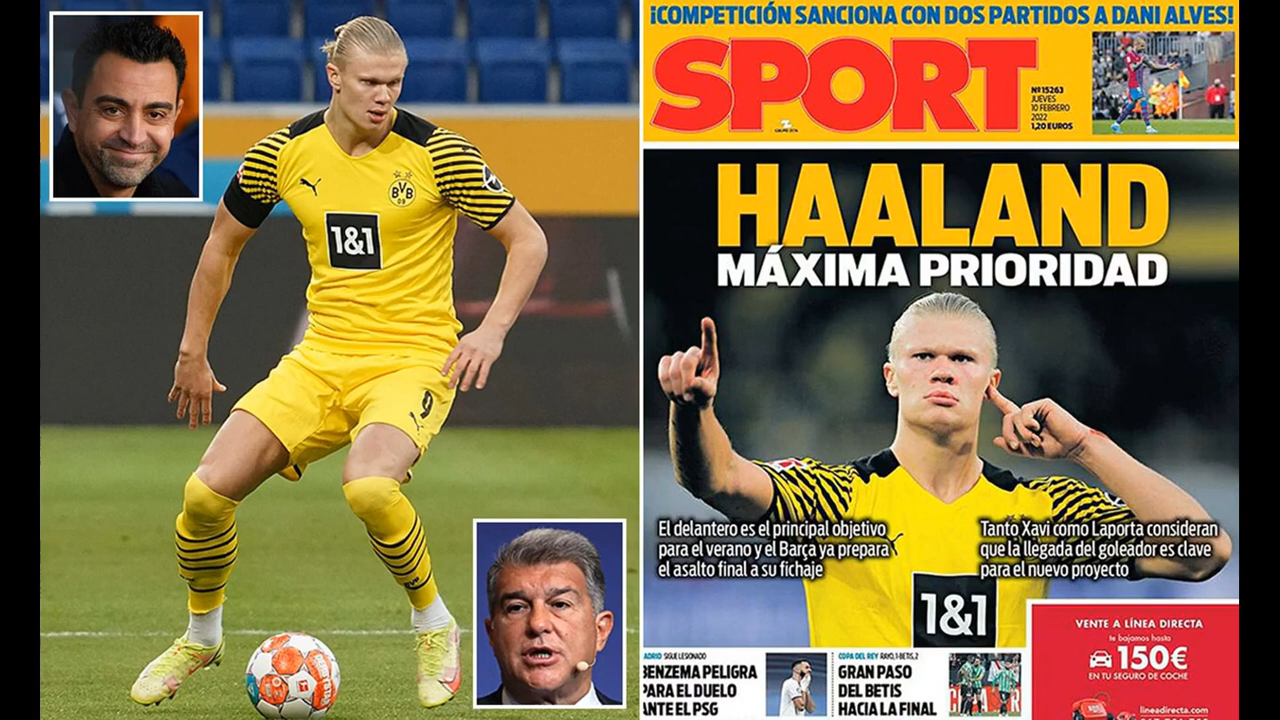 BVB
09
1&1
9
¡COMPETICIÓN SANCIONA CON DOS PARTIDOS A DANI ALVES!
SPORT
Nº 15263
JUEVES
10 FEBRERO
2022
1,20 EUROS
HAALAND
MÁXIMA PRIORIDAD
El delantero es el principal objetivo
para el verano y el Barça ya prepara
el asalto final a su fichaje
Tanto Xavi como Laporta consideran
que la llegada del goleador es clave
para el nuevo proyecto
1&1
ADRID SIGUE LESIONADO
BENZEMA PELIGRA
PARA EL DUELO
ANTE EL PSG
COPA DEL REY RAYO, 1-BETIS, 2
GRAN PASO
DEL BETIS
HACIA LA FINAL
VENTE A LÍNEA DIRECTA
te bajamos hasta
150€
EN TU SEGURO DE COCHE
lineadirecta.com